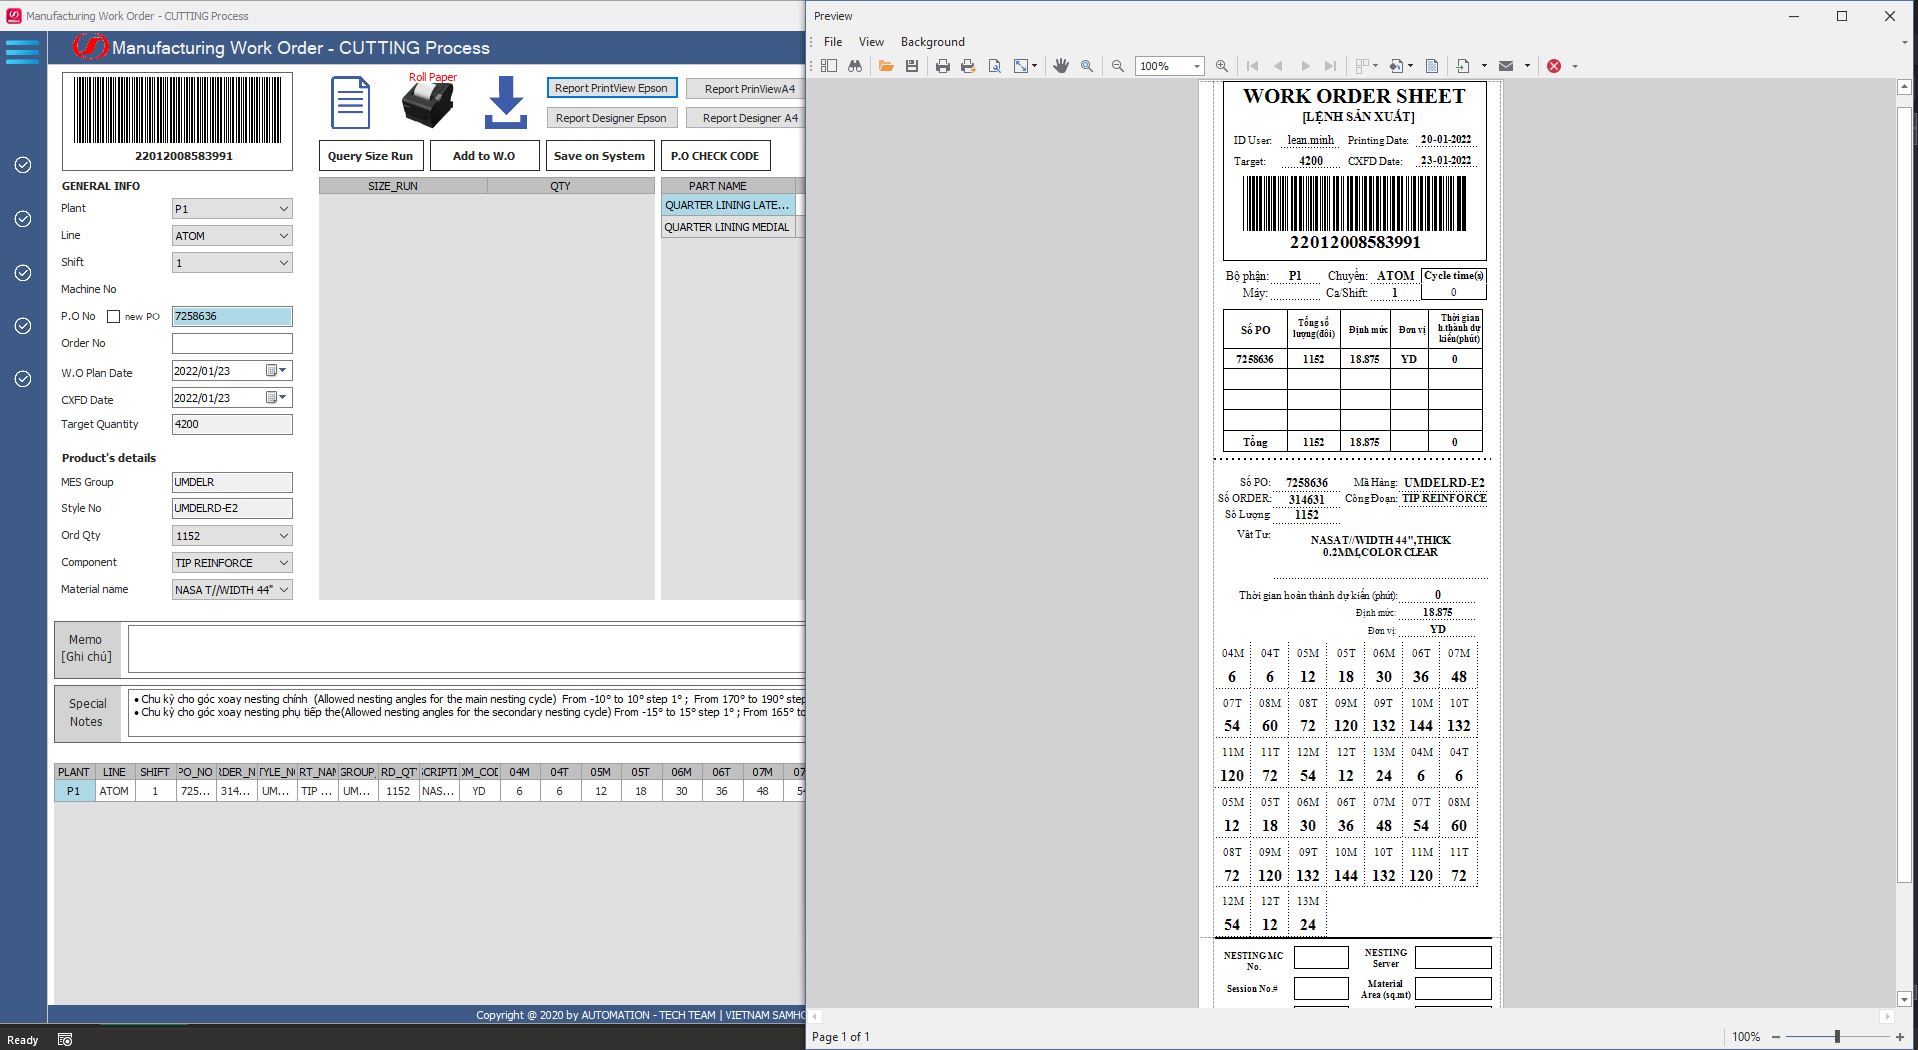 Manufacturing Work Order - CUTTING Process
Manufacturing Work Order - CUTTING Process
22012008583991
Roll Paper
Report PrintView Epson
Report PrinViewA4
Report Designer Epson
Report Designer A4
Query Size Run
Add to W.O
Save on System
P.O CHECK CODE
GENERAL INFO
Plant P1
Line ATOM
Shift 1
Machine No
P.O No new PO 7258636
Order No
W.O Plan Date 2022/01/23
CXFD Date 2022/01/23
Target Quantity 4200
Product's details
MES Group UMDELR
Style No UMDELRD-E2
Ord Qty 1152
Component TIP REINFORCE
Material name NASA T//WIDTH 44"
SIZE_RUN QTY
PART NAME
QUARTER LINING LATE...
QUARTER LINING MEDIAL
Memo
[Ghi chú]
Special
Notes
• Chu kỳ cho góc xoay nesting chính (Allowed nesting angles for the main nesting cycle) From -10° to 10° step 1° ; From 170° to 190° step
• Chu kỳ cho góc xoay nesting phụ tiếp the(Allowed nesting angles for the secondary nesting cycle) From -15° to 15° step 1° ; From 165° to
PLANT LINE SHIFT PO_NO RDER_N TYLE_NO RT_NAM GROUP_ RD_QTY SCRIPTI OM_COD 04M 04T 05M 05T 06M 06T 07M 07
P1 ATOM 1 725... 314... UM... TIP ... UM... 1152 NAS... YD 6 6 12 18 30 36 48 54
Copyright @ 2020 by AUTOMATION - TECH TEAM | VIETNAM SAMHO
Ready
Preview
File View Background
100%
WORK ORDER SHEET
[LỆNH SẢN XUẤT]
ID User: lean.minh Printing Date: 20-01-2022
Target: 4200 CXFD Date: 23-01-2022
22012008583991
Bộ phận: P1 Chuyền: ATOM Cycle time(s)
Máy: Ca/Shift: 1 0
Số PO Tổng số lượng(đôi) Định mức Đơn vị Thời gian h.thành dự kiến(phút)
7258636 1152 18.875 YD 0
Tổng 1152 18.875 0
Số PO: 7258636 Mã Hàng: UMDELRD-E2
Số ORDER: 314631 Công Đoạn: TIP REINFORCE
Số Lượng: 1152
Vật Tư: NASA T//WIDTH 44",THICK
0.2MM,COLOR CLEAR
Thời gian hoàn thành dự kiến (phút): 0
Định mức: 18.875
Đơn vị: YD
04M 04T 05M 05T 06M 06T 07M
6 6 12 18 30 36 48
07T 08M 08T 09M 09T 10M 10T
54 60 72 120 132 144 132
11M 11T 12M 12T 13M 04M 04T
120 72 54 12 24 6 6
05M 05T 06M 06T 07M 07T 08M
12 18 30 36 48 54 60
08T 09M 09T 10M 10T 11M 11T
72 120 132 144 132 120 72
12M 12T 13M
54 12 24
NESTING MC No. NESTING Server
Session No.# Material Area (sq.mt)
Page 1 of 1
100%